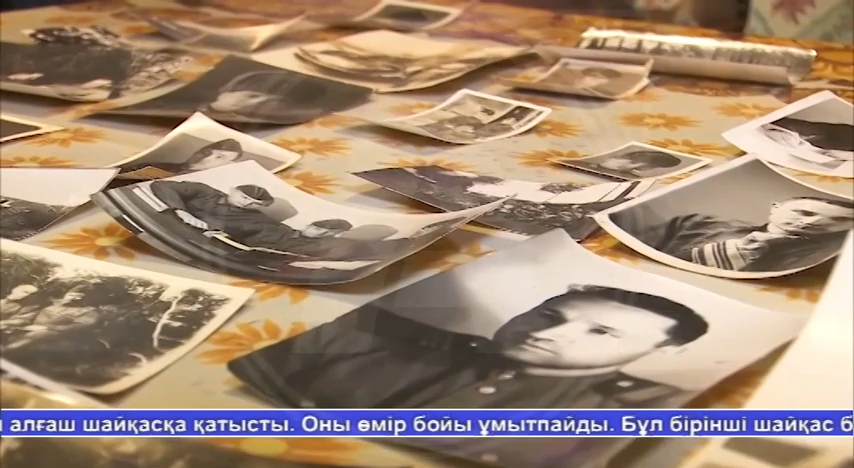 алғаш шайқасқа қатысты. Оны өмір бойы ұмытпайды. Бұл бірінші шайқас